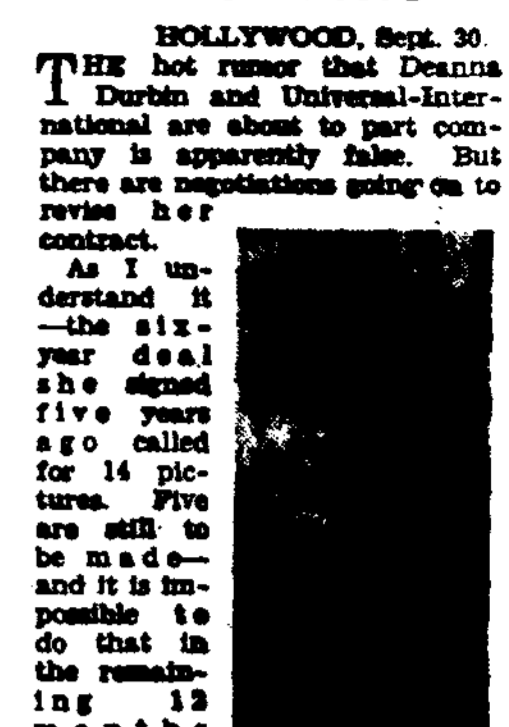 HOLLYWOOD, Sept. 30.
THE hot rumor that Deanna
Durbin and Universal-Inter-
national are about to part com-
pany is apparently false. But
there are negotiations going on to
revise her
contract.
As I un-
derstand it
—the six-
year deal
she signed
five years
ago called
for 14 pic-
tures. Five
are still to
be made—
and it is im-
possible to
do that in
the remain-
ing 12